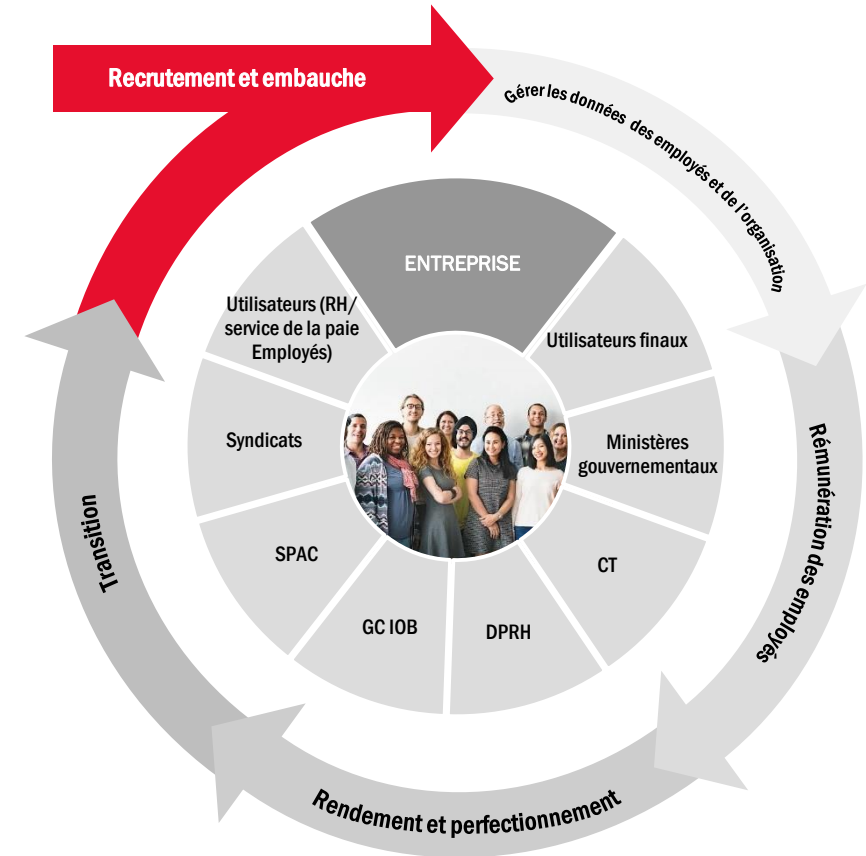 Recrutement et embauche
Gérer les données des employés et de l'organisation
Rémunération des employés
Rendement et perfectionnement
Transition
ENTREPRISE
Utilisateurs finaux
Ministères
gouvernementaux
CT
DPRH
GC IOB
SPAC
Syndicats
Utilisateurs (RH/
service de la paie
Employés)